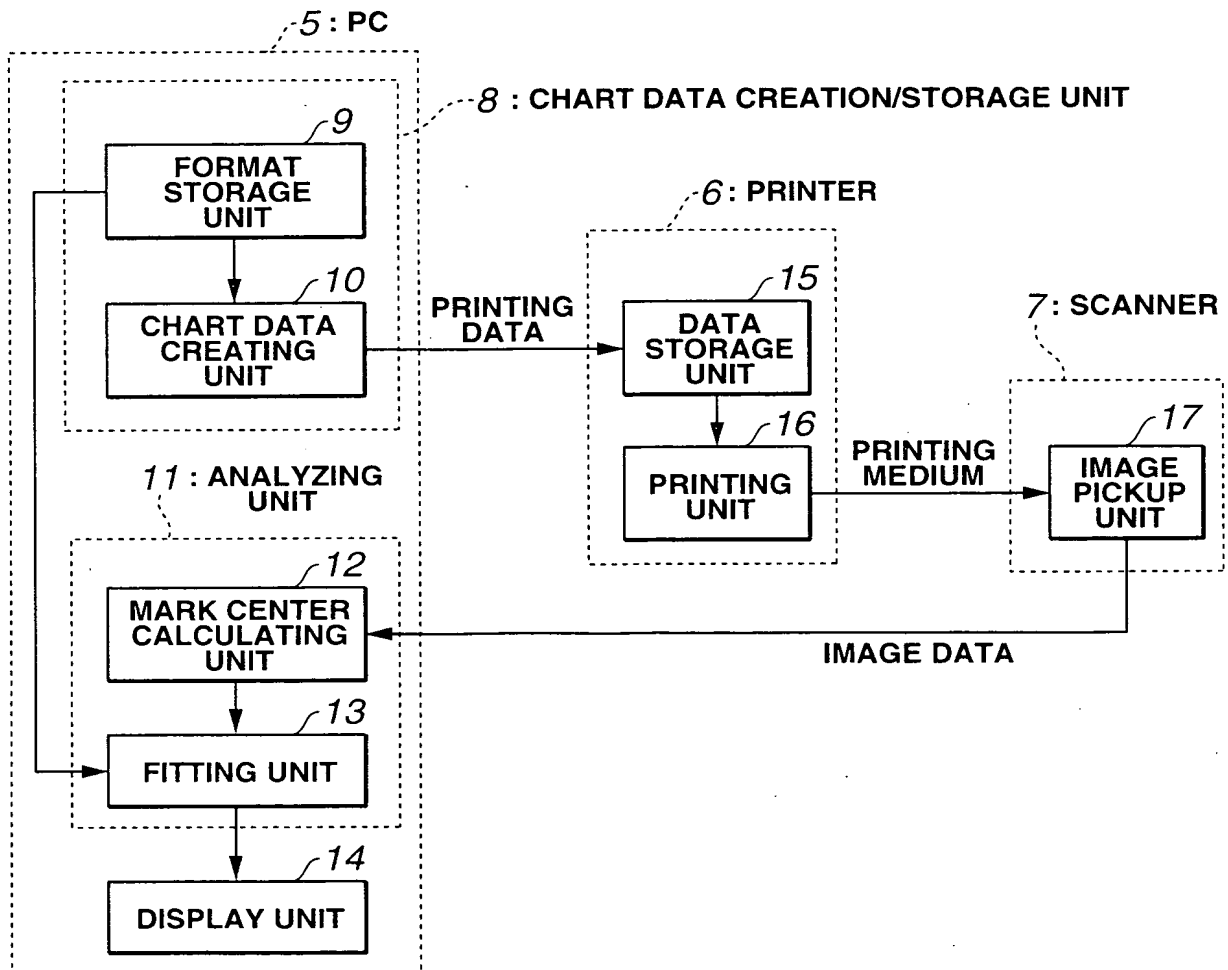 5 : PC
8 : CHART DATA CREATION/STORAGE UNIT
9
FORMAT
STORAGE
UNIT
6 : PRINTER
10
CHART DATA
CREATING
UNIT
PRINTING
DATA
15
DATA
STORAGE
UNIT
7 : SCANNER
16
PRINTING
UNIT
PRINTING
MEDIUM
17
IMAGE
PICKUP
UNIT
11 : ANALYZING
UNIT
12
MARK CENTER
CALCULATING
UNIT
IMAGE DATA
13
FITTING UNIT
14
DISPLAY UNIT